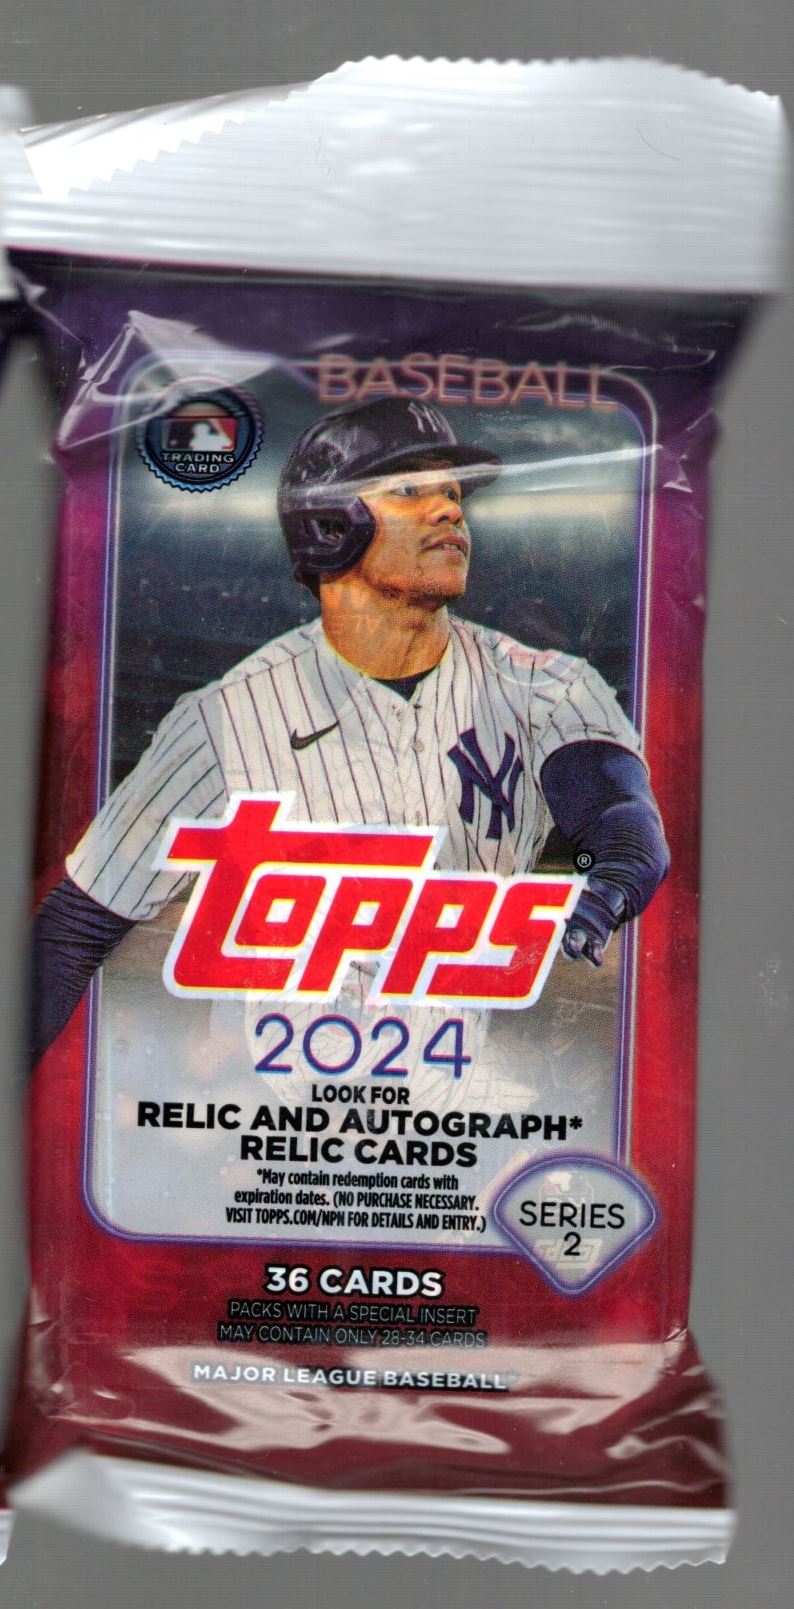 BASEBALL
TRADING
CARD
NY
NY
topps®
2024
LOOK FOR
RELIC AND AUTOGRAPH*
RELIC CARDS
*May contain redemption cards with
expiration dates. (NO PURCHASE NECESSARY.
VISIT TOPPS.COM/NPN FOR DETAILS AND ENTRY.)
SERIES
2
36 CARDS
PACKS WITH A SPECIAL INSERT
MAY CONTAIN ONLY 28-34 CARDS
MAJOR LEAGUE BASEBALL